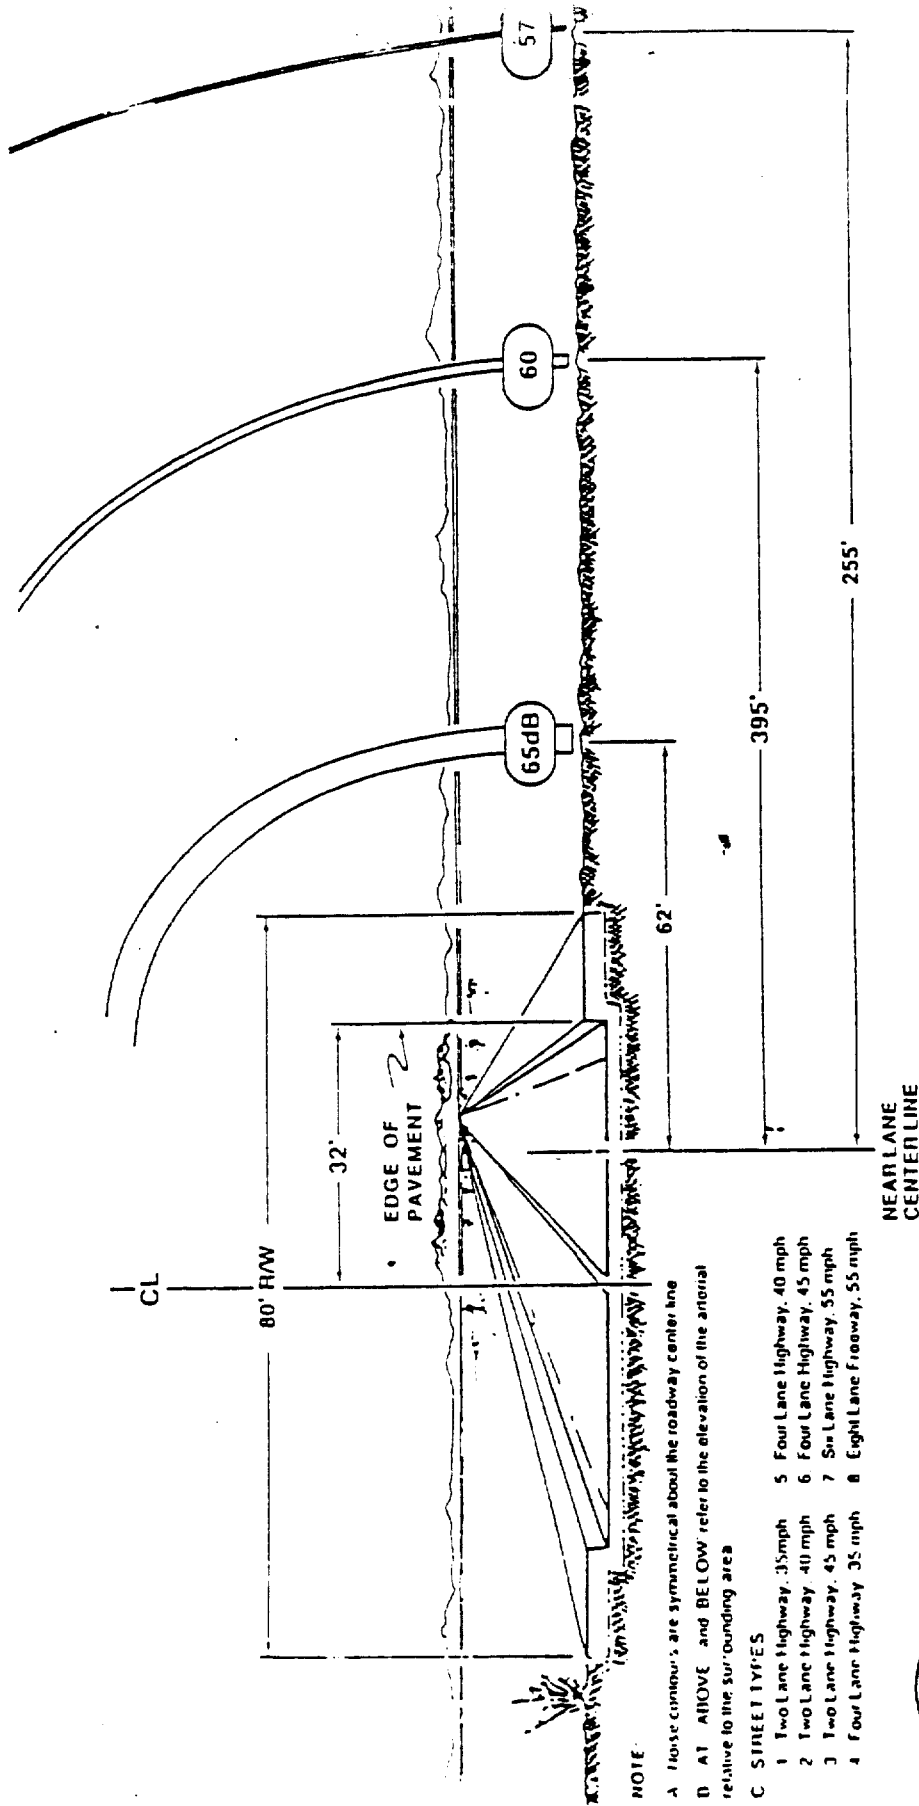 CL
80' R/W
32'
EDGE OF
PAVEMENT
65dB
60
57
62'
395'
255'
NEAR LANE
CENTER LINE
NOTE
A Noise contours are symmetrical about the roadway center line
B AT ABOVE and BELOW refer to the elevation of the arterial
relative to the surrounding area
C STREET TYPES
1 Two Lane Highway, 35mph
2 Two Lane Highway, 40 mph
3 Two Lane Highway, 45 mph
4 Four Lane Highway 35 mph
5 Four Lane Highway, 40 mph
6 Four Lane Highway, 45 mph
7 Six Lane Highway, 55 mph
8 Eight Lane Freeway, 55 mph